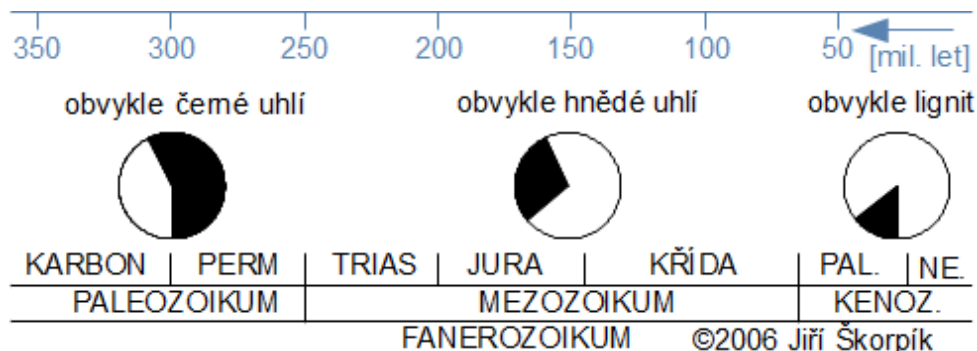 350 300 250 200 150 100 50 [mil. let]
obvykle černé uhlí obvykle hnědé uhlí obvykle lignit
KARBON PERM TRIAS JURA KŘÍDA PAL. NE.
PALEOZOIKUM MEZOZOIKUM KENOZ.
FANEROZOIKUM ©2006 Jiří Škorpík